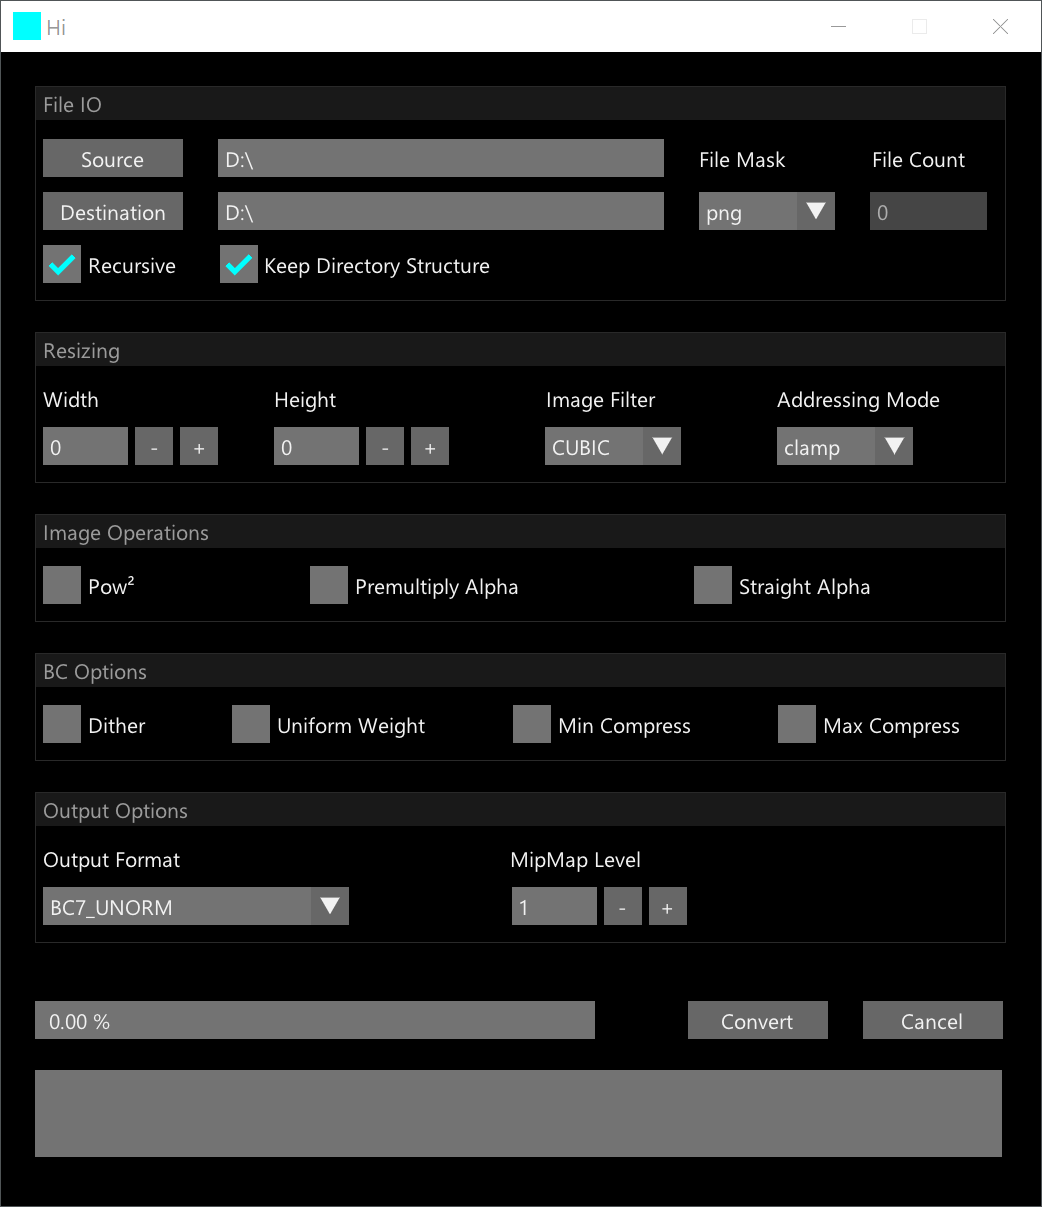 Hi
File IO
Source D:\ File Mask File Count
Destination D:\ png 0
Recursive Keep Directory Structure
Resizing
Width Height Image Filter Addressing Mode
0 - + 0 - + CUBIC clamp
Image Operations
Pow² Premultiply Alpha Straight Alpha
BC Options
Dither Uniform Weight Min Compress Max Compress
Output Options
Output Format MipMap Level
BC7_UNORM 1 - +
0.00 % Convert Cancel